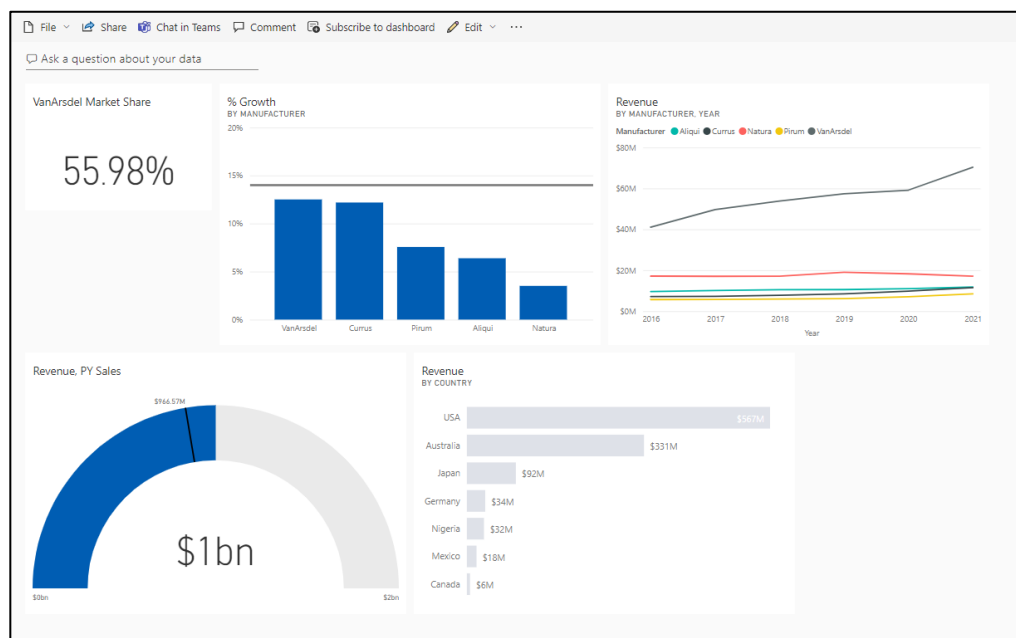 File Share Chat in Teams Comment Subscribe to dashboard Edit ...
Ask a question about your data
VanArsdel Market Share
55.98%
% Growth
BY MANUFACTURER
20%
15%
10%
5%
0%
VanArsdel Currus Pirum Aliqui Natura
Revenue
BY MANUFACTURER, YEAR
Manufacturer Aliqui Currus Natura Pirum VanArsdel
$80M
$60M
$40M
$20M
$0M
2016 2017 2018 2019 2020 2021
Year
Revenue, PY Sales
$966.57M
$1bn
$0bn $2bn
Revenue
BY COUNTRY
USA $567M
Australia $331M
Japan $92M
Germany $34M
Nigeria $32M
Mexico $18M
Canada $6M